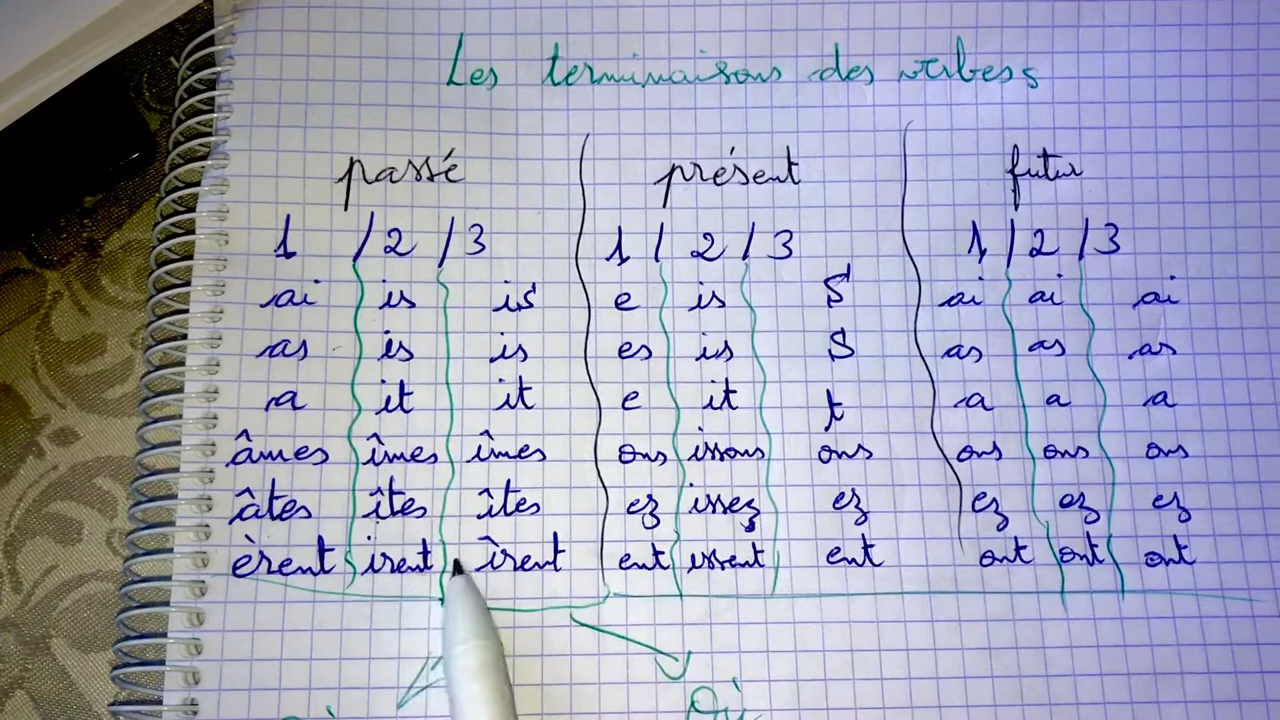 Les terminaisons des verbess
passé présent futur
1 / 2 / 3 1 / 2 / 3 1 / 2 / 3
ai is is e is s ai ai ai
as is is es is s as as as
a it it e it t a a a
âmes îmes îmes ons issons ons ons ons ons
âtes îtes îtes ez issez ez ez ez ez
èrent irent îrent ent issent ent ont ont ont